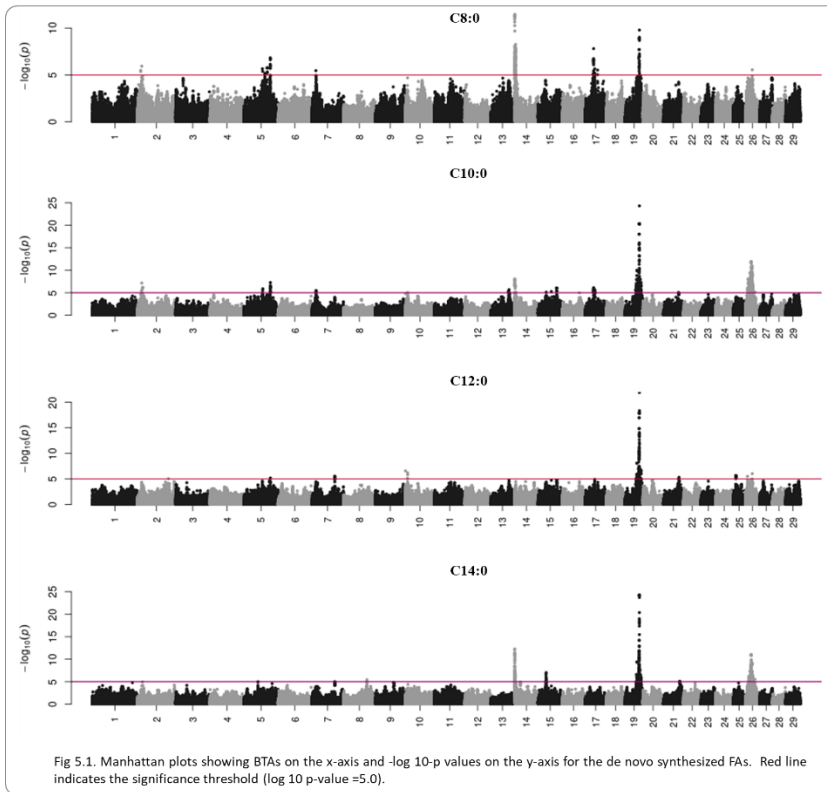 C8:0
10
5
0
−log₁₀(p)
1 2 3 4 5 6 7 8 9 10 11 12 13 14 15 16 17 18 19 20 21 22 23 24 25 26 27 28 29
C10:0
25
20
15
10
5
0
−log₁₀(p)
1 2 3 4 5 6 7 8 9 10 11 12 13 14 15 16 17 18 19 20 21 22 23 24 25 26 27 28 29
C12:0
20
15
10
5
0
−log₁₀(p)
1 2 3 4 5 6 7 8 9 10 11 12 13 14 15 16 17 18 19 20 21 22 23 24 25 26 27 28 29
C14:0
25
20
15
10
5
0
−log₁₀(p)
1 2 3 4 5 6 7 8 9 10 11 12 13 14 15 16 17 18 19 20 21 22 23 24 25 26 27 28 29
Fig 5.1. Manhattan plots showing BTAs on the x-axis and -log 10-p values on the y-axis for the de novo synthesized FAs. Red line
indicates the significance threshold (log 10 p-value =5.0).